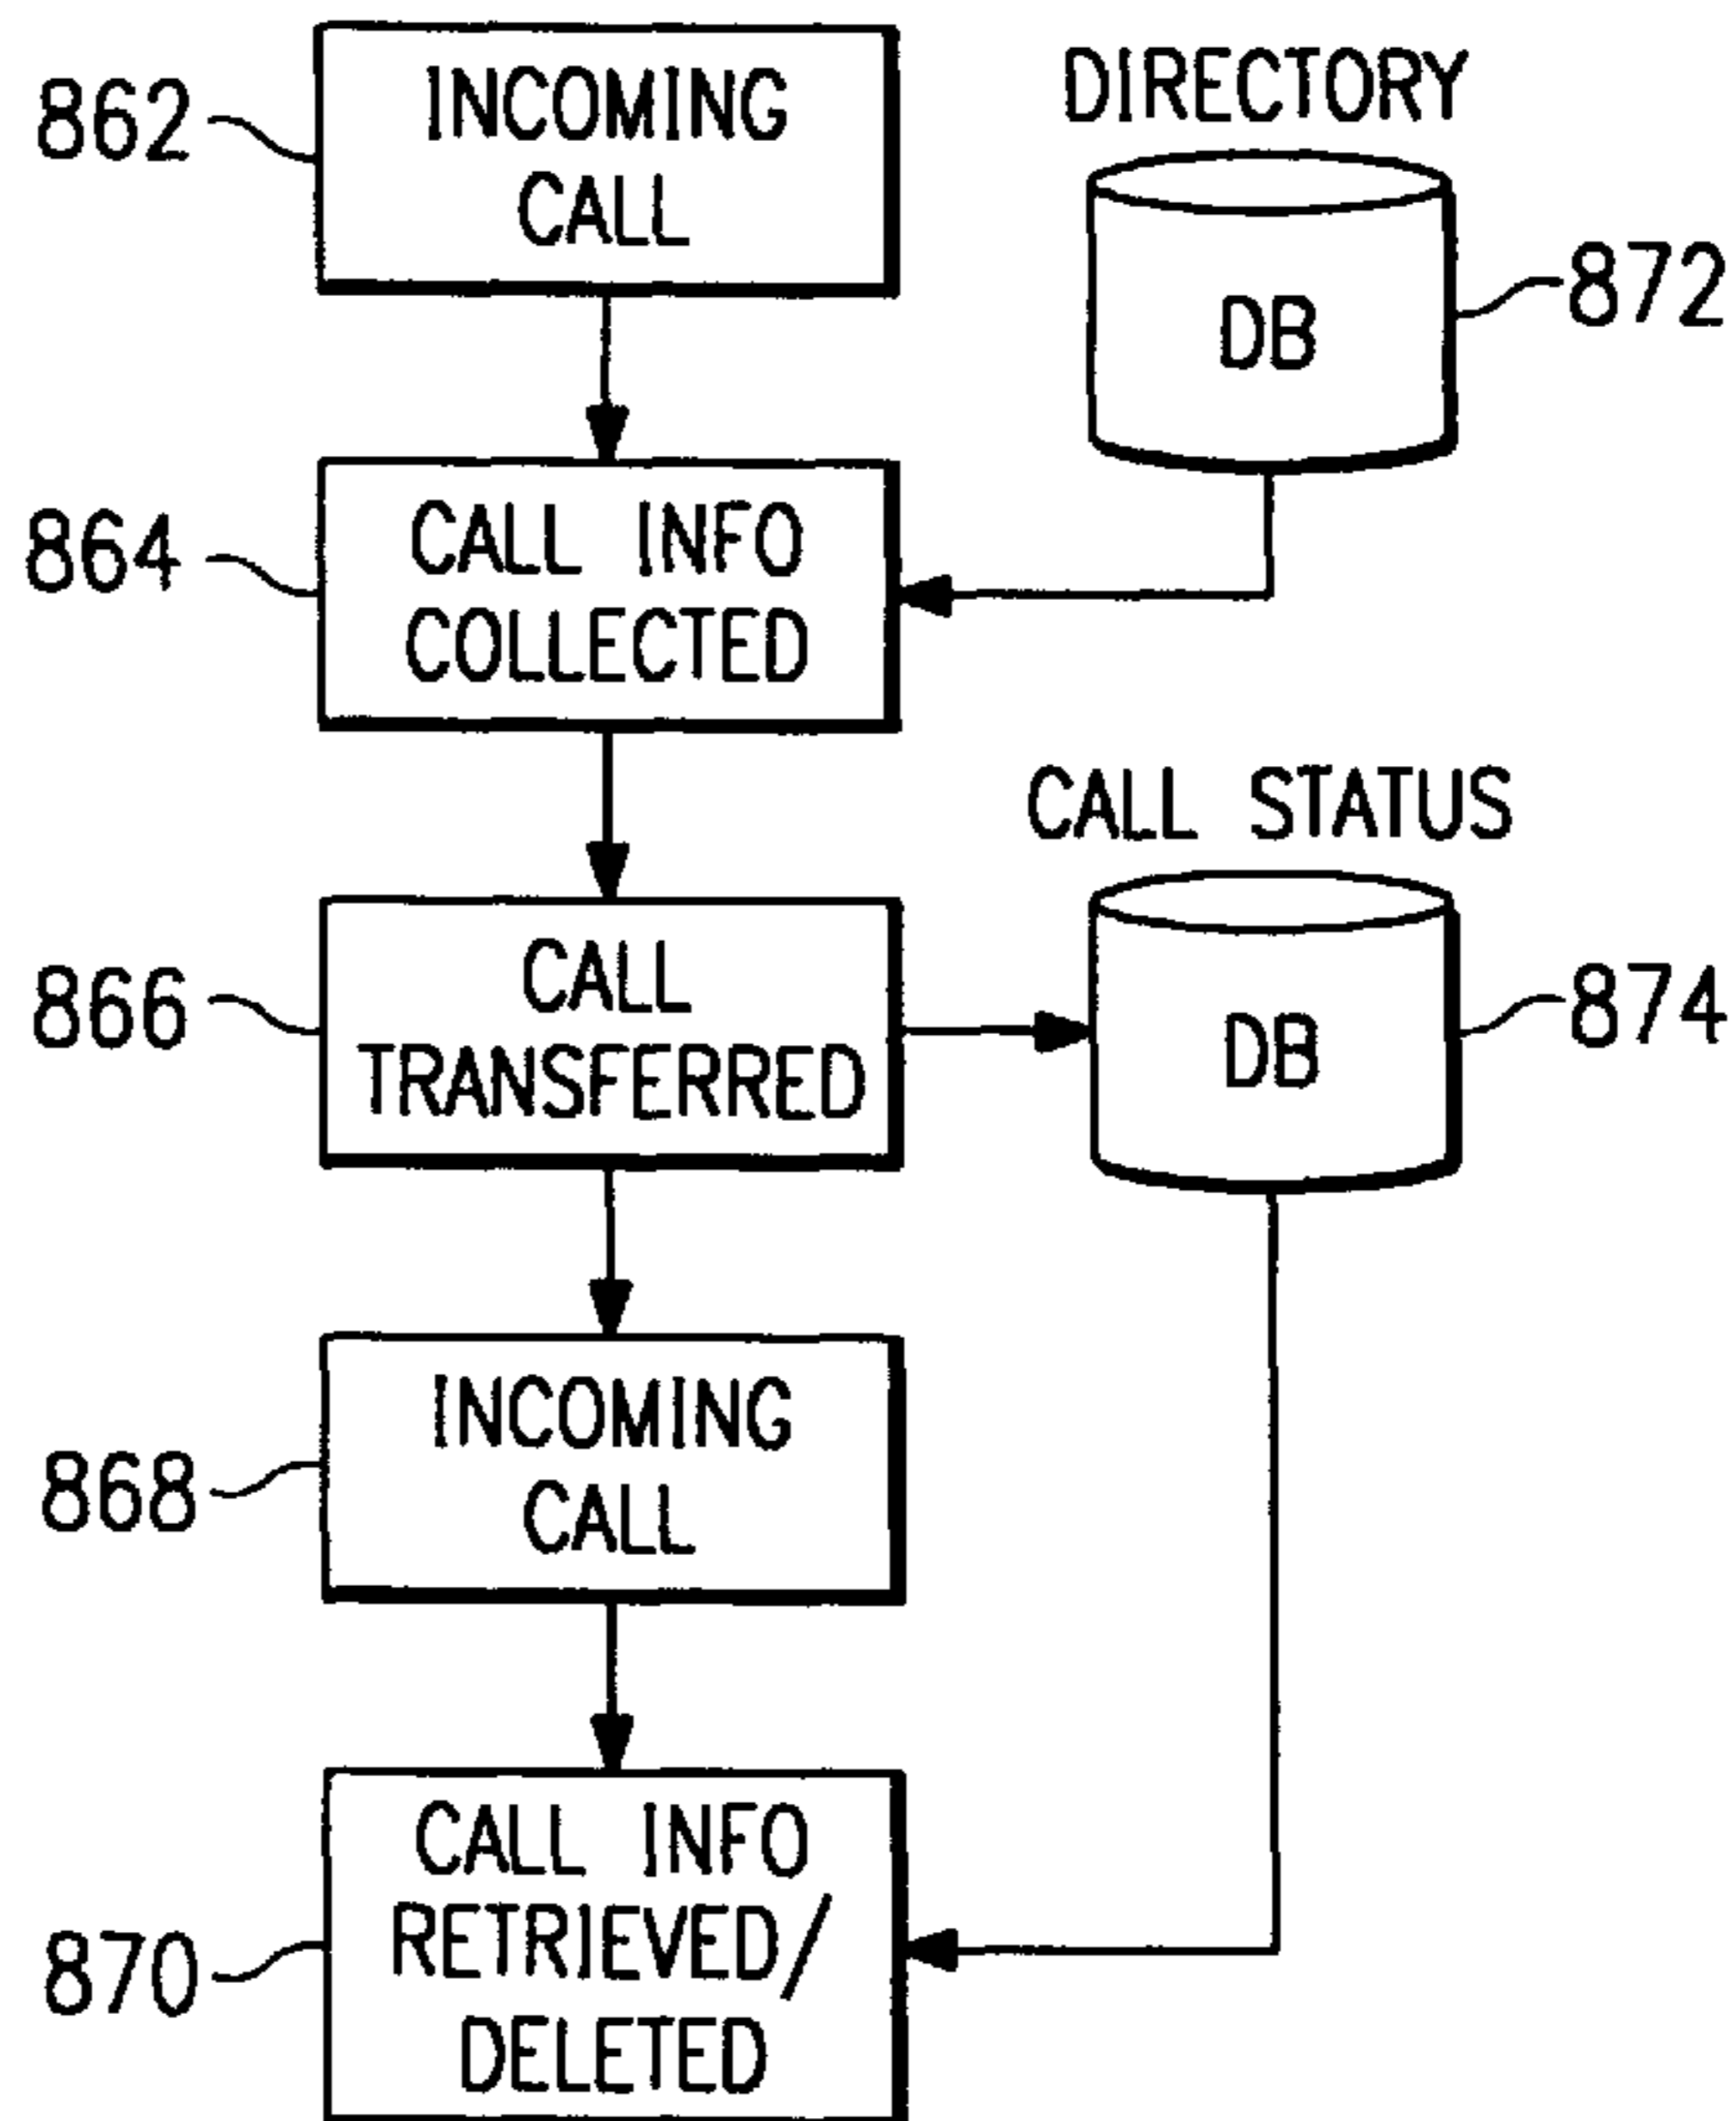 862
INCOMING
CALL
DIRECTORY
DB
872
864
CALL INFO
COLLECTED
866
CALL
TRANSFERRED
CALL STATUS
DB
874
868
INCOMING
CALL
870
CALL INFO
RETRIEVED/
DELETED